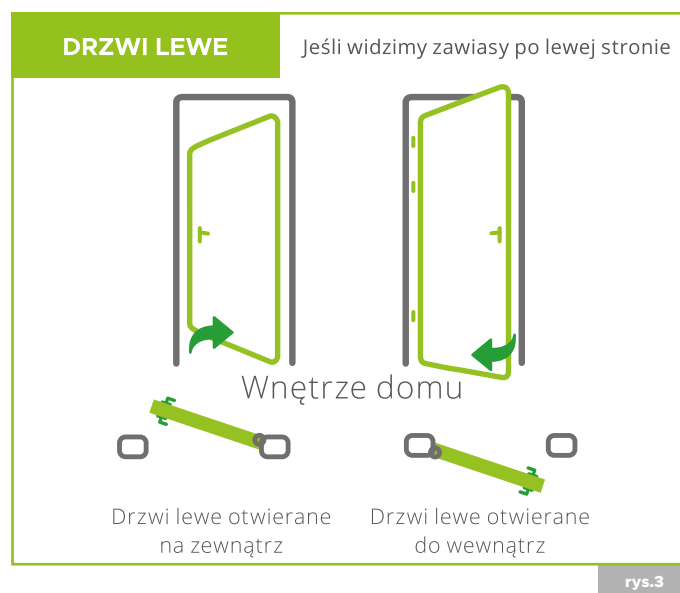 DRZWI LEWE
Jeśli widzimy zawiasy po lewej stronie
Wnętrze domu
Drzwi lewe otwierane
na zewnątrz
Drzwi lewe otwierane
do wewnątrz
rys.3